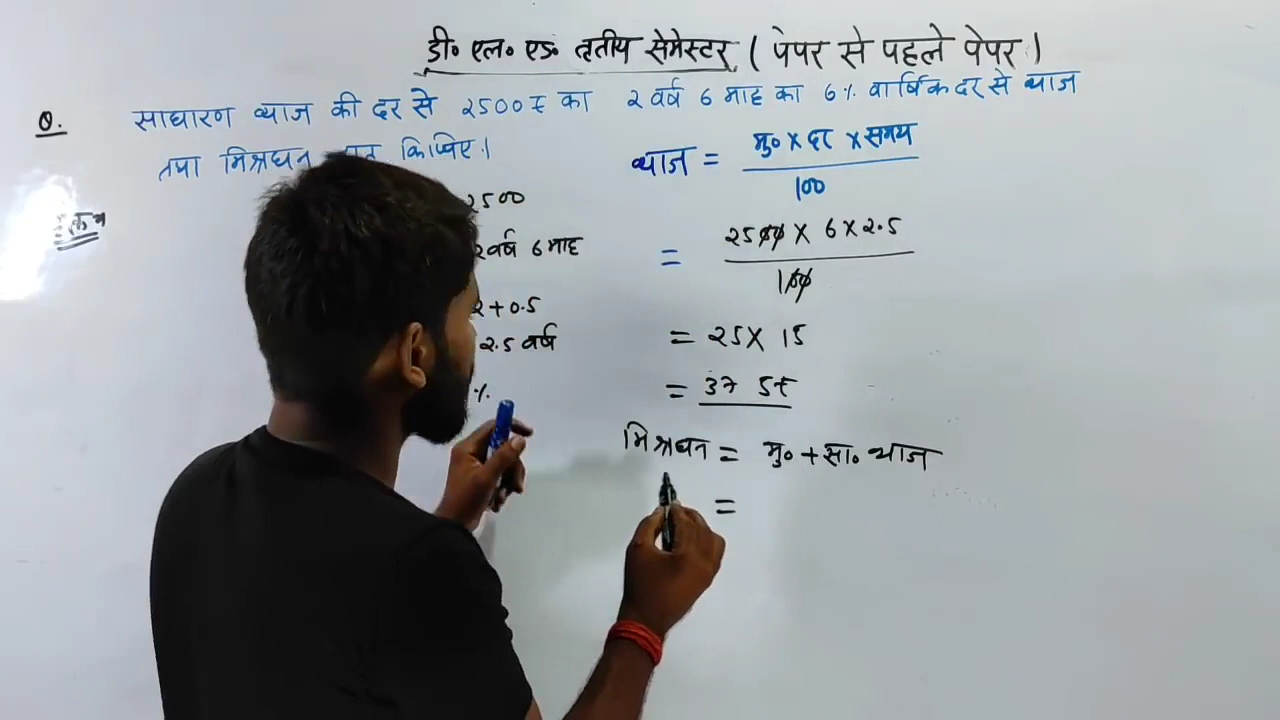 डी० एल० एड० तृतीय सेमेस्टर ( पेपर से पहले पेपर )
Q. साधारण ब्याज की दर से 2500₹ का 2 वर्ष 6 माह का 6% वार्षिक दर से ब्याज
तथा मिश्रधन किजिए।
ब्याज = मु० × दर × समय
100
2500
2 वर्ष 6 माह
= 2500 × 6 × 2.5
100
2 + 0.5
2.5 वर्ष
= 25 × 15
%
= 375₹
मिश्रधन = मु० + सा० ब्याज
=